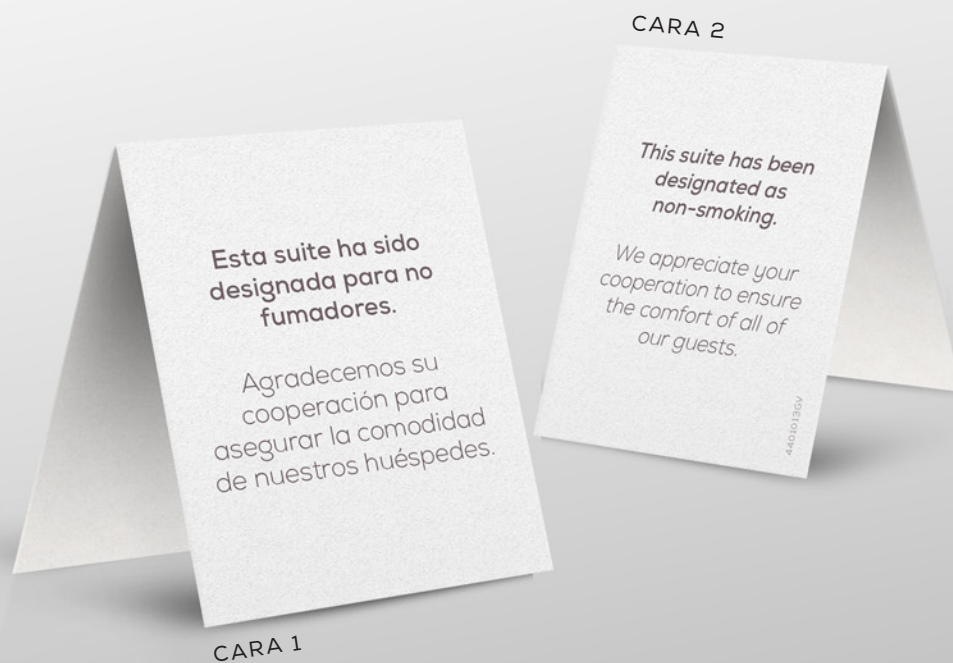 CARA 2
This suite has been
designated as
non-smoking.
We appreciate your
cooperation to ensure
the comfort of all of
our guests.
4401013GV
Esta suite ha sido
designada para no
fumadores.
Agradecemos su
cooperación para
asegurar la comodidad
de nuestros huéspedes.
CARA 1